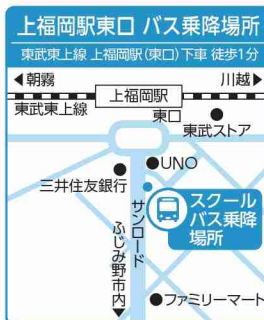 上福岡駅東口 バス乗降場所
東武東上線 上福岡駅(東口)下車 徒歩1分
◀朝霧 川越▶
上福岡駅
東武東上線 東口
東武ストア
UNO
三井住友銀行
スクール
バス乗降
場所
サンロード
ふじみ野市内▶
ファミリーマート